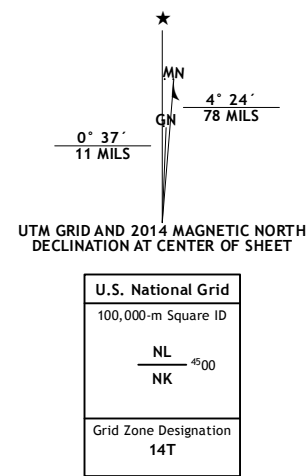 ★
MN
GN
4° 24´
78 MILS
0° 37´
11 MILS
UTM GRID AND 2014 MAGNETIC NORTH
DECLINATION AT CENTER OF SHEET
U.S. National Grid
100,000-m Square ID
NL
4500
NK
Grid Zone Designation
14T